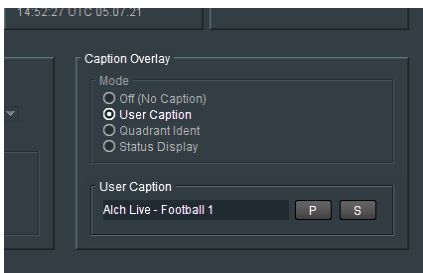 14:52:27 UTC 05.07.21
Caption Overlay
Mode
Off (No Caption)
User Caption
Quadrant Ident
Status Display
User Caption
Alch Live - Football 1
P
S